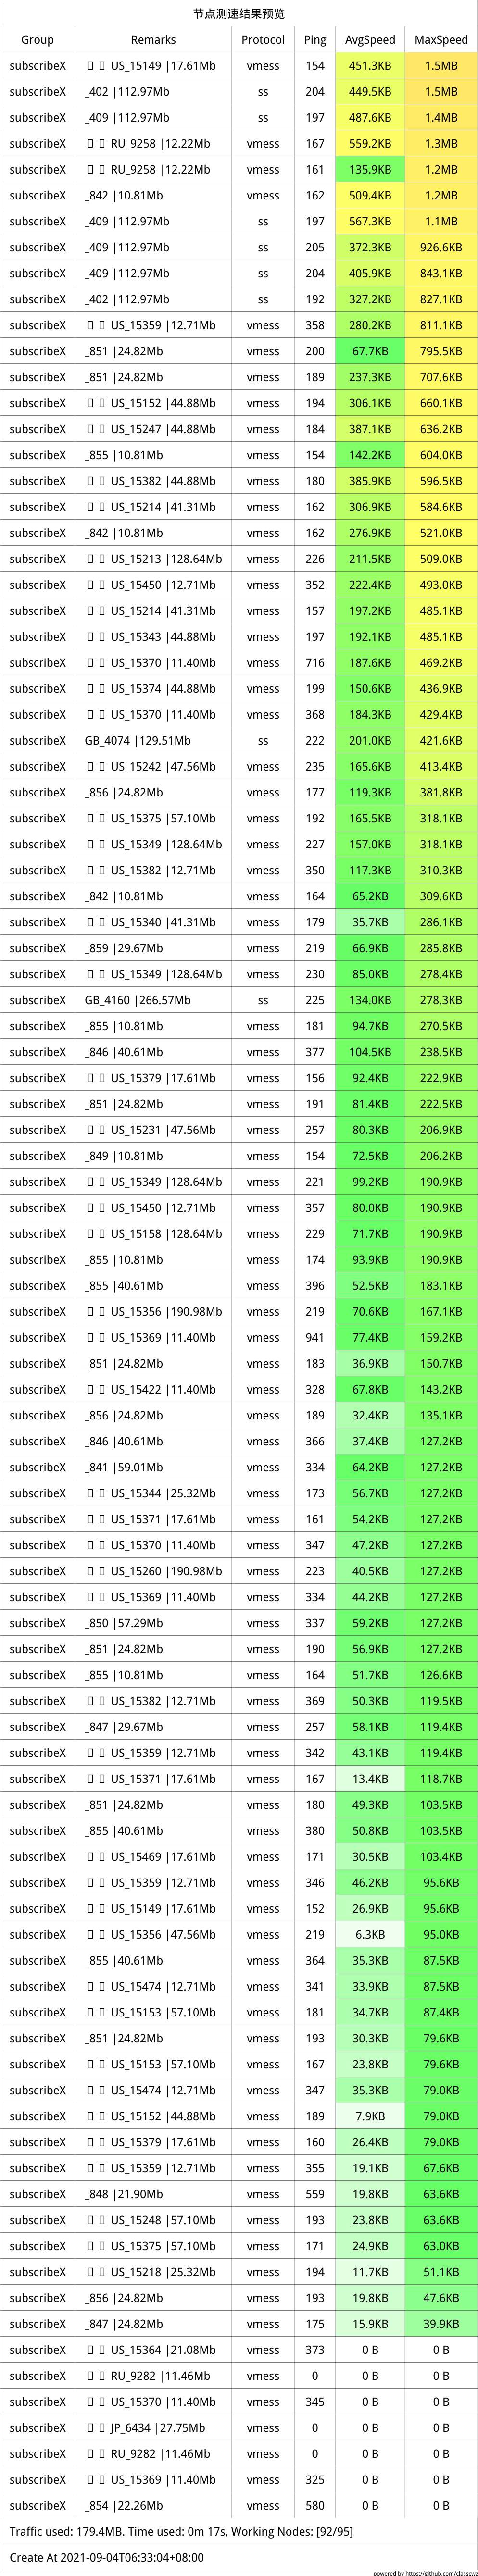 节点测速结果预览
Group Remarks Protocol Ping AvgSpeed MaxSpeed
subscribeX US_15149 |17.61Mb vmess 154 451.3KB 1.5MB
subscribeX _402 |112.97Mb ss 204 449.5KB 1.5MB
subscribeX _409 |112.97Mb ss 197 487.6KB 1.4MB
subscribeX RU_9258 |12.22Mb vmess 167 559.2KB 1.3MB
subscribeX RU_9258 |12.22Mb vmess 161 135.9KB 1.2MB
subscribeX _842 |10.81Mb vmess 162 509.4KB 1.2MB
subscribeX _409 |112.97Mb ss 197 567.3KB 1.1MB
subscribeX _409 |112.97Mb ss 205 372.3KB 926.6KB
subscribeX _409 |112.97Mb ss 204 405.9KB 843.1KB
subscribeX _402 |112.97Mb ss 192 327.2KB 827.1KB
subscribeX US_15359 |12.71Mb vmess 358 280.2KB 811.1KB
subscribeX _851 |24.82Mb vmess 200 67.7KB 795.5KB
subscribeX _851 |24.82Mb vmess 189 237.3KB 707.6KB
subscribeX US_15152 |44.88Mb vmess 194 306.1KB 660.1KB
subscribeX US_15247 |44.88Mb vmess 184 387.1KB 636.2KB
subscribeX _855 |10.81Mb vmess 154 142.2KB 604.0KB
subscribeX US_15382 |44.88Mb vmess 180 385.9KB 596.5KB
subscribeX US_15214 |41.31Mb vmess 162 306.9KB 584.6KB
subscribeX _842 |10.81Mb vmess 162 276.9KB 521.0KB
subscribeX US_15213 |128.64Mb vmess 226 211.5KB 509.0KB
subscribeX US_15450 |12.71Mb vmess 352 222.4KB 493.0KB
subscribeX US_15214 |41.31Mb vmess 157 197.2KB 485.1KB
subscribeX US_15343 |44.88Mb vmess 197 192.1KB 485.1KB
subscribeX US_15370 |11.40Mb vmess 716 187.6KB 469.2KB
subscribeX US_15374 |44.88Mb vmess 199 150.6KB 436.9KB
subscribeX US_15370 |11.40Mb vmess 368 184.3KB 429.4KB
subscribeX GB_4074 |129.51Mb ss 222 201.0KB 421.6KB
subscribeX US_15242 |47.56Mb vmess 235 165.6KB 413.4KB
subscribeX _856 |24.82Mb vmess 177 119.3KB 381.8KB
subscribeX US_15375 |57.10Mb vmess 192 165.5KB 318.1KB
subscribeX US_15349 |128.64Mb vmess 227 157.0KB 318.1KB
subscribeX US_15382 |12.71Mb vmess 350 117.3KB 310.3KB
subscribeX _842 |10.81Mb vmess 164 65.2KB 309.6KB
subscribeX US_15340 |41.31Mb vmess 179 35.7KB 286.1KB
subscribeX _859 |29.67Mb vmess 219 66.9KB 285.8KB
subscribeX US_15349 |128.64Mb vmess 230 85.0KB 278.4KB
subscribeX GB_4160 |266.57Mb ss 225 134.0KB 278.3KB
subscribeX _855 |10.81Mb vmess 181 94.7KB 270.5KB
subscribeX _846 |40.61Mb vmess 377 104.5KB 238.5KB
subscribeX US_15379 |17.61Mb vmess 156 92.4KB 222.9KB
subscribeX _851 |24.82Mb vmess 191 81.4KB 222.5KB
subscribeX US_15231 |47.56Mb vmess 257 80.3KB 206.9KB
subscribeX _849 |10.81Mb vmess 154 72.5KB 206.2KB
subscribeX US_15349 |128.64Mb vmess 221 99.2KB 190.9KB
subscribeX US_15450 |12.71Mb vmess 357 80.0KB 190.9KB
subscribeX US_15158 |128.64Mb vmess 229 71.7KB 190.9KB
subscribeX _855 |10.81Mb vmess 174 93.9KB 190.9KB
subscribeX _855 |40.61Mb vmess 396 52.5KB 183.1KB
subscribeX US_15356 |190.98Mb vmess 219 70.6KB 167.1KB
subscribeX US_15369 |11.40Mb vmess 941 77.4KB 159.2KB
subscribeX _851 |24.82Mb vmess 183 36.9KB 150.7KB
subscribeX US_15422 |11.40Mb vmess 328 67.8KB 143.2KB
subscribeX _856 |24.82Mb vmess 189 32.4KB 135.1KB
subscribeX _846 |40.61Mb vmess 366 37.4KB 127.2KB
subscribeX _841 |59.01Mb vmess 334 64.2KB 127.2KB
subscribeX US_15344 |25.32Mb vmess 173 56.7KB 127.2KB
subscribeX US_15371 |17.61Mb vmess 161 54.2KB 127.2KB
subscribeX US_15370 |11.40Mb vmess 347 47.2KB 127.2KB
subscribeX US_15260 |190.98Mb vmess 223 40.5KB 127.2KB
subscribeX US_15369 |11.40Mb vmess 334 44.2KB 127.2KB
subscribeX _850 |57.29Mb vmess 337 59.2KB 127.2KB
subscribeX _851 |24.82Mb vmess 190 56.9KB 127.2KB
subscribeX _855 |10.81Mb vmess 164 51.7KB 126.6KB
subscribeX US_15382 |12.71Mb vmess 369 50.3KB 119.5KB
subscribeX _847 |29.67Mb vmess 257 58.1KB 119.4KB
subscribeX US_15359 |12.71Mb vmess 342 43.1KB 119.4KB
subscribeX US_15371 |17.61Mb vmess 167 13.4KB 118.7KB
subscribeX _851 |24.82Mb vmess 180 49.3KB 103.5KB
subscribeX _855 |40.61Mb vmess 380 50.8KB 103.5KB
subscribeX US_15469 |17.61Mb vmess 171 30.5KB 103.4KB
subscribeX US_15359 |12.71Mb vmess 346 46.2KB 95.6KB
subscribeX US_15149 |17.61Mb vmess 152 26.9KB 95.6KB
subscribeX US_15356 |47.56Mb vmess 219 6.3KB 95.0KB
subscribeX _855 |40.61Mb vmess 364 35.3KB 87.5KB
subscribeX US_15474 |12.71Mb vmess 341 33.9KB 87.5KB
subscribeX US_15153 |57.10Mb vmess 181 34.7KB 87.4KB
subscribeX _851 |24.82Mb vmess 193 30.3KB 79.6KB
subscribeX US_15153 |57.10Mb vmess 167 23.8KB 79.6KB
subscribeX US_15474 |12.71Mb vmess 347 35.3KB 79.0KB
subscribeX US_15152 |44.88Mb vmess 189 7.9KB 79.0KB
subscribeX US_15379 |17.61Mb vmess 160 26.4KB 79.0KB
subscribeX US_15359 |12.71Mb vmess 355 19.1KB 67.6KB
subscribeX _848 |21.90Mb vmess 559 19.8KB 63.6KB
subscribeX US_15248 |57.10Mb vmess 193 23.8KB 63.6KB
subscribeX US_15375 |57.10Mb vmess 171 24.9KB 63.0KB
subscribeX US_15218 |25.32Mb vmess 194 11.7KB 51.1KB
subscribeX _856 |24.82Mb vmess 193 19.8KB 47.6KB
subscribeX _847 |24.82Mb vmess 175 15.9KB 39.9KB
subscribeX US_15364 |21.08Mb vmess 373 0 B 0 B
subscribeX RU_9282 |11.46Mb vmess 0 0 B 0 B
subscribeX US_15370 |11.40Mb vmess 345 0 B 0 B
subscribeX JP_6434 |27.75Mb vmess 0 0 B 0 B
subscribeX RU_9282 |11.46Mb vmess 0 0 B 0 B
subscribeX US_15369 |11.40Mb vmess 325 0 B 0 B
subscribeX _854 |22.26Mb vmess 580 0 B 0 B
Traffic used: 179.4MB. Time used: 0m 17s, Working Nodes: [92/95]
Create At 2021-09-04T06:33:04+08:00
powered by https://github.com/classcwz